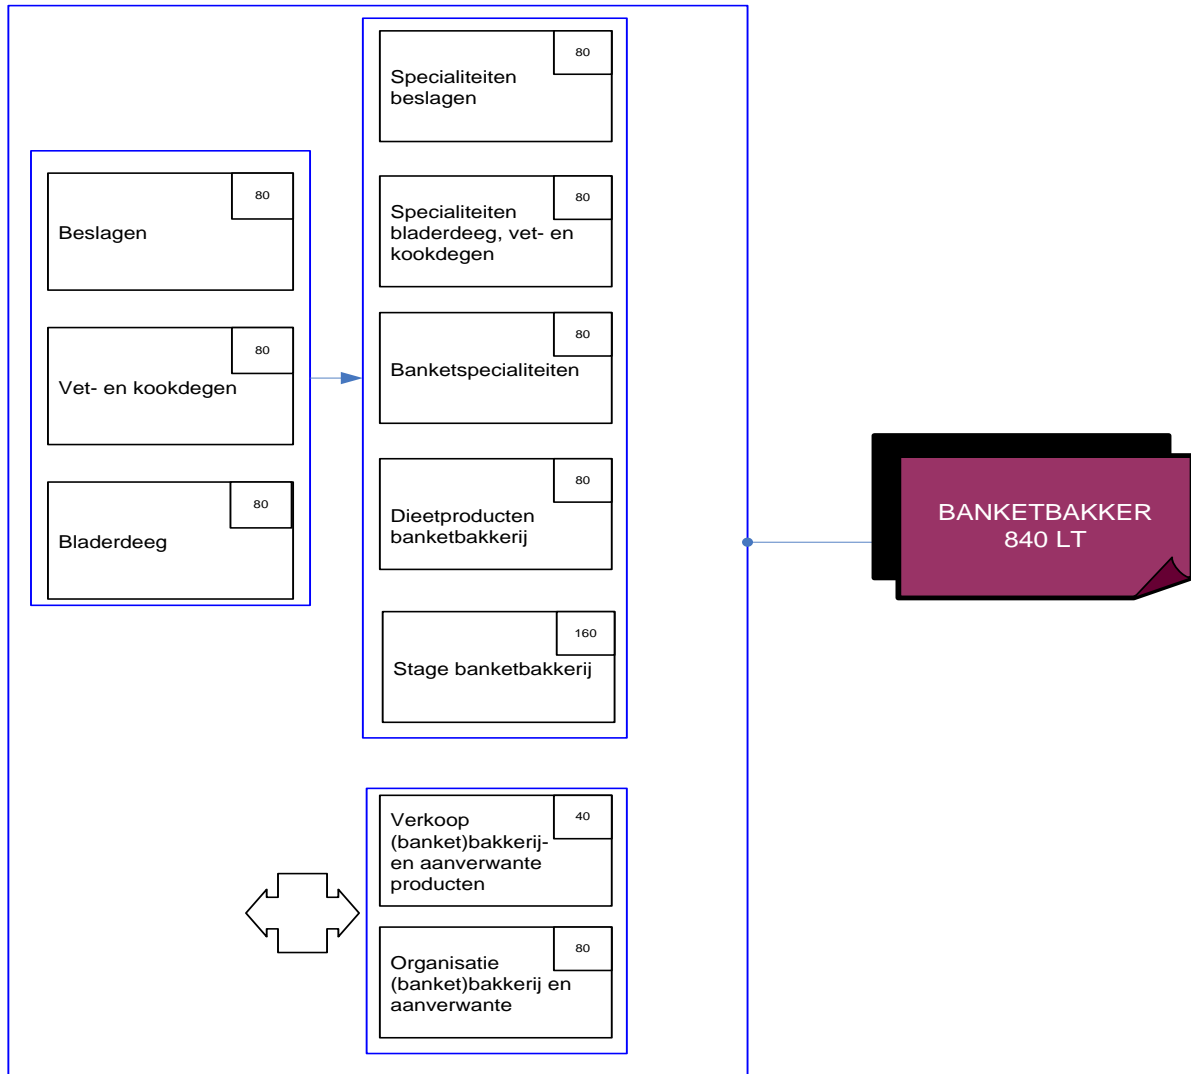 80
Beslagen
80
Vet- en kookdegen
80
Bladerdeeg
80
Specialiteiten
beslagen
80
Specialiteiten
bladerdeeg, vet- en
kookdegen
80
Banketspecialiteiten
80
Dieetproducten
banketbakkerij
160
Stage banketbakkerij
40
Verkoop
(banket)bakkerij-
en aanverwante
producten
80
Organisatie
(banket)bakkerij en
aanverwante
BANKETBAKKER
840 LT